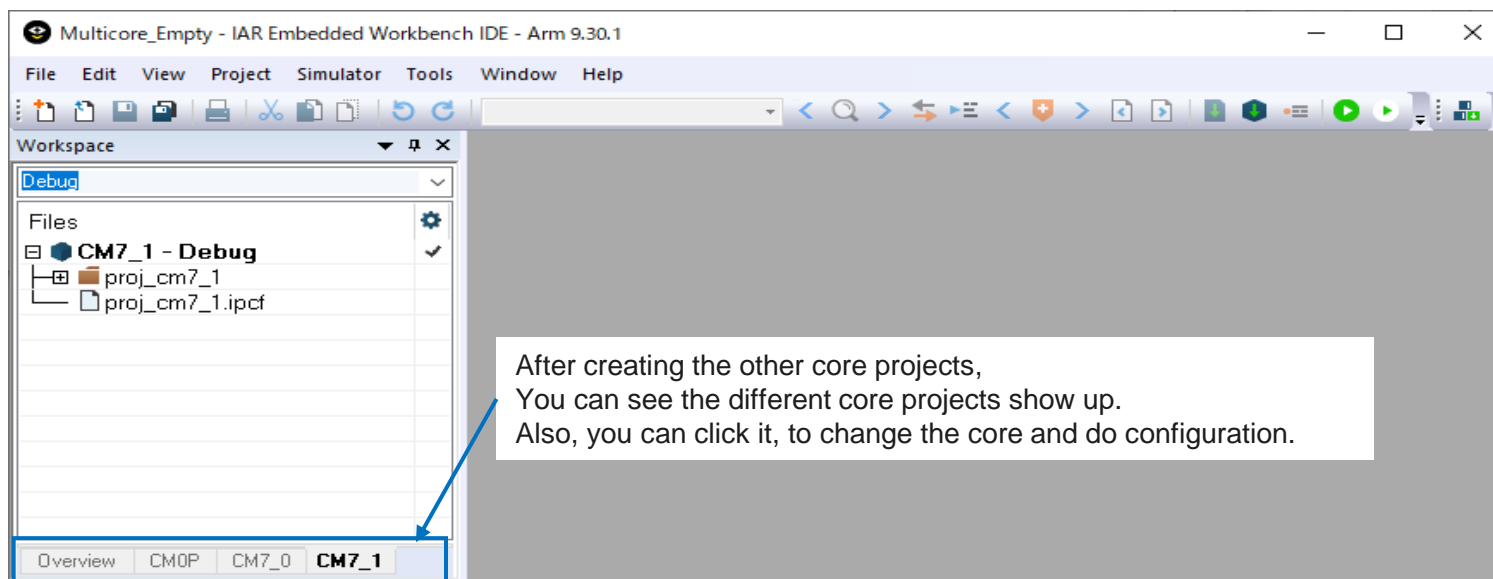 Multicore_Empty - IAR Embedded Workbench IDE - Arm 9.30.1
File Edit View Project Simulator Tools Window Help
Workspace
Debug
Files
CM7_1 - Debug
proj_cm7_1
proj_cm7_1.ipcf
After creating the other core projects,
You can see the different core projects show up.
Also, you can click it, to change the core and do configuration.
Overview CM0P CM7_0 CM7_1